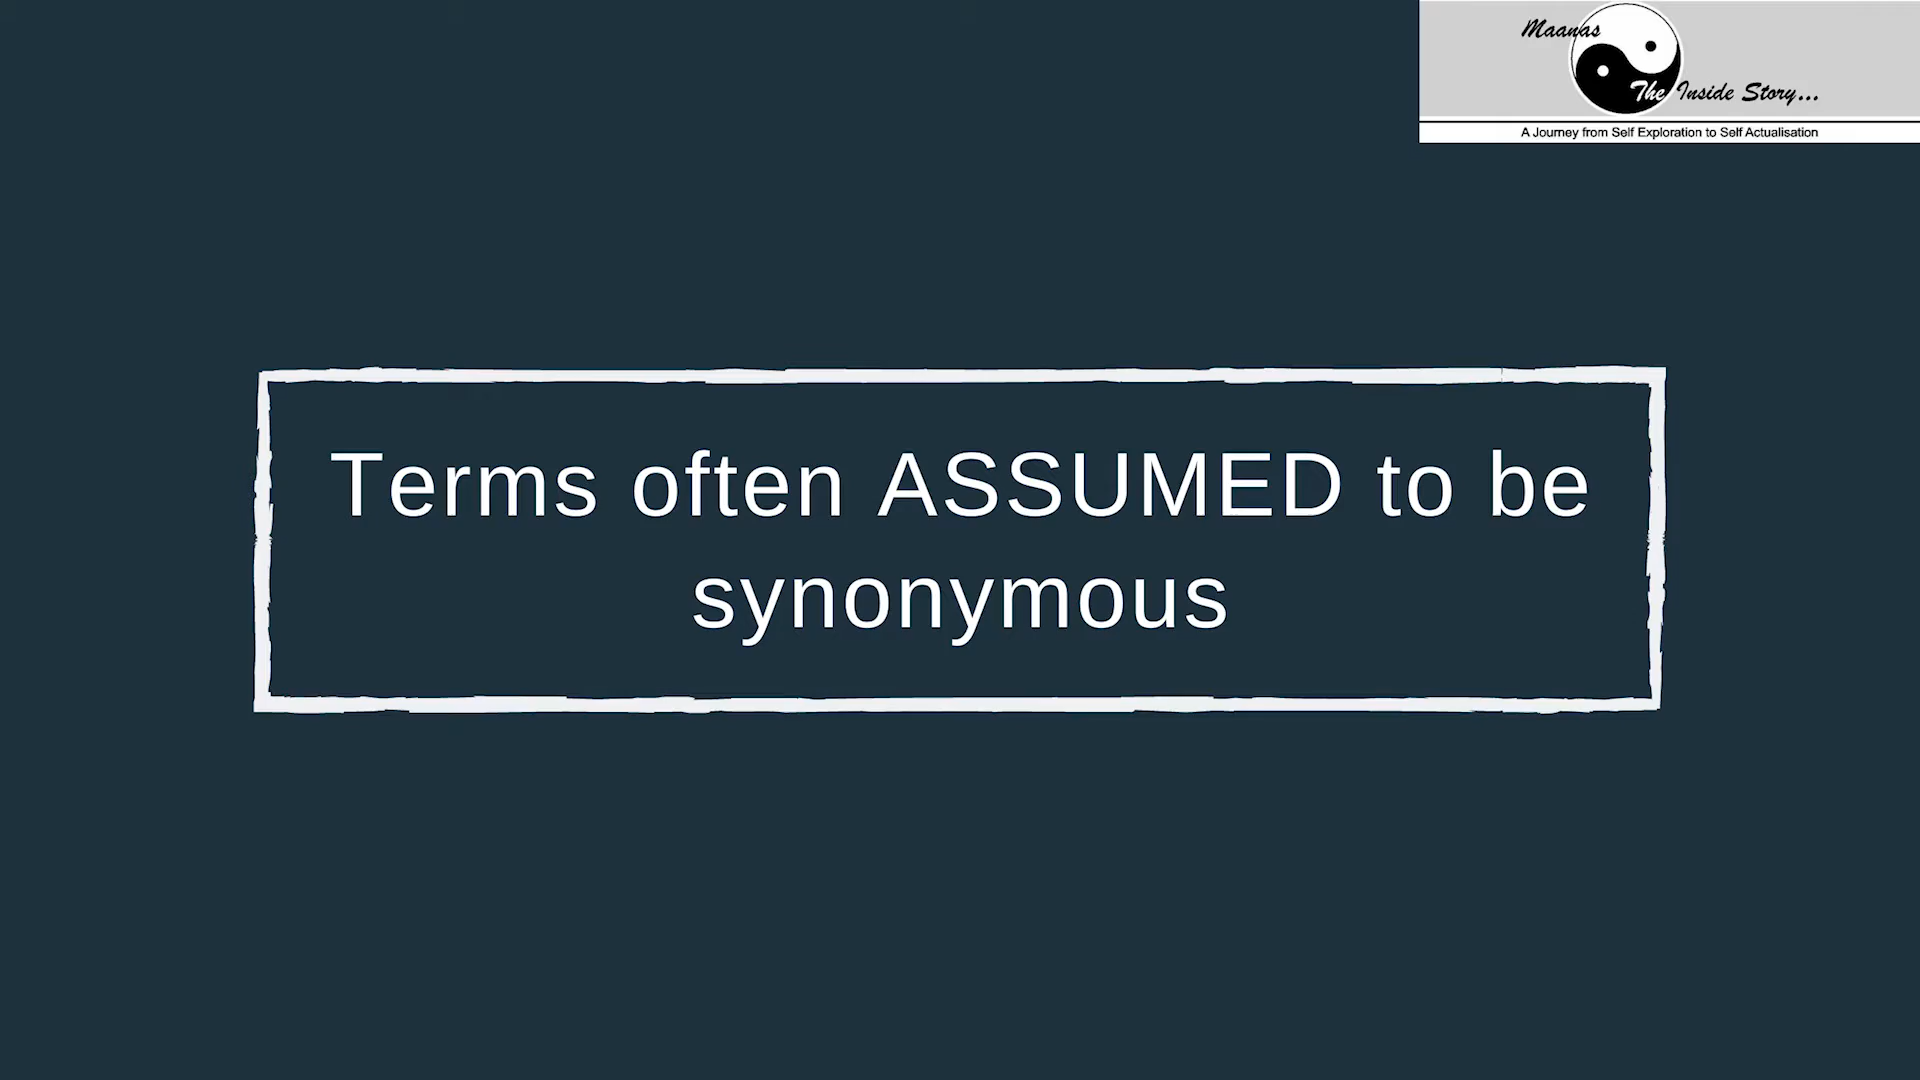 Maanas
The Inside Story...
A Journey from Self Exploration to Self Actualisation
Terms often ASSUMED to be
synonymous